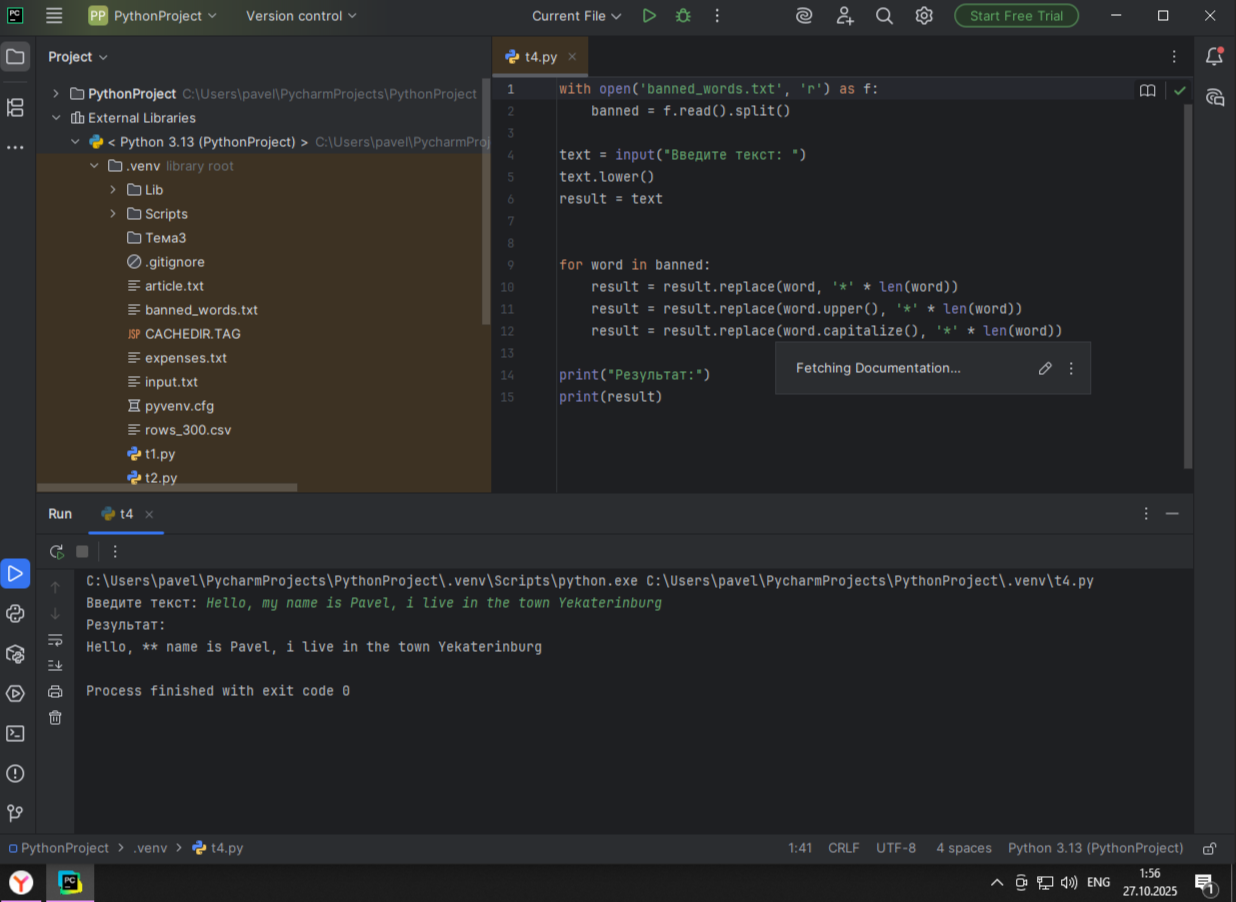 PC
PP PythonProject
Version control
Current File
Start Free Trial
Project
t4.py
PythonProject C:\Users\pavel\PycharmProjects\PythonProject
External Libraries
< Python 3.13 (PythonProject) > C:\Users\pavel\PycharmProj
.venv library root
Lib
Scripts
Тема3
.gitignore
article.txt
banned_words.txt
JSP CACHEDIR.TAG
expenses.txt
input.txt
pyvenv.cfg
rows_300.csv
t1.py
t2.py
1 with open('banned_words.txt', 'r') as f:
2 banned = f.read().split()
3
4 text = input("Введите текст: ")
5 text.lower()
6 result = text
7
8
9 for word in banned:
10 result = result.replace(word, '*' * len(word))
11 result = result.replace(word.upper(), '*' * len(word))
12 result = result.replace(word.capitalize(), '*' * len(word))
13
14 print("Результат:")
15 print(result)
Fetching Documentation...
Run
t4
C:\Users\pavel\PycharmProjects\PythonProject\.venv\Scripts\python.exe C:\Users\pavel\PycharmProjects\PythonProject\.venv\t4.py
Введите текст: Hello, my name is Pavel, i live in the town Yekaterinburg
Результат:
Hello, ** name is Pavel, i live in the town Yekaterinburg
Process finished with exit code 0
PythonProject > .venv > t4.py
1:41 CRLF UTF-8 4 spaces Python 3.13 (PythonProject)
Y
PC
ENG
1:56
27.10.2025
1